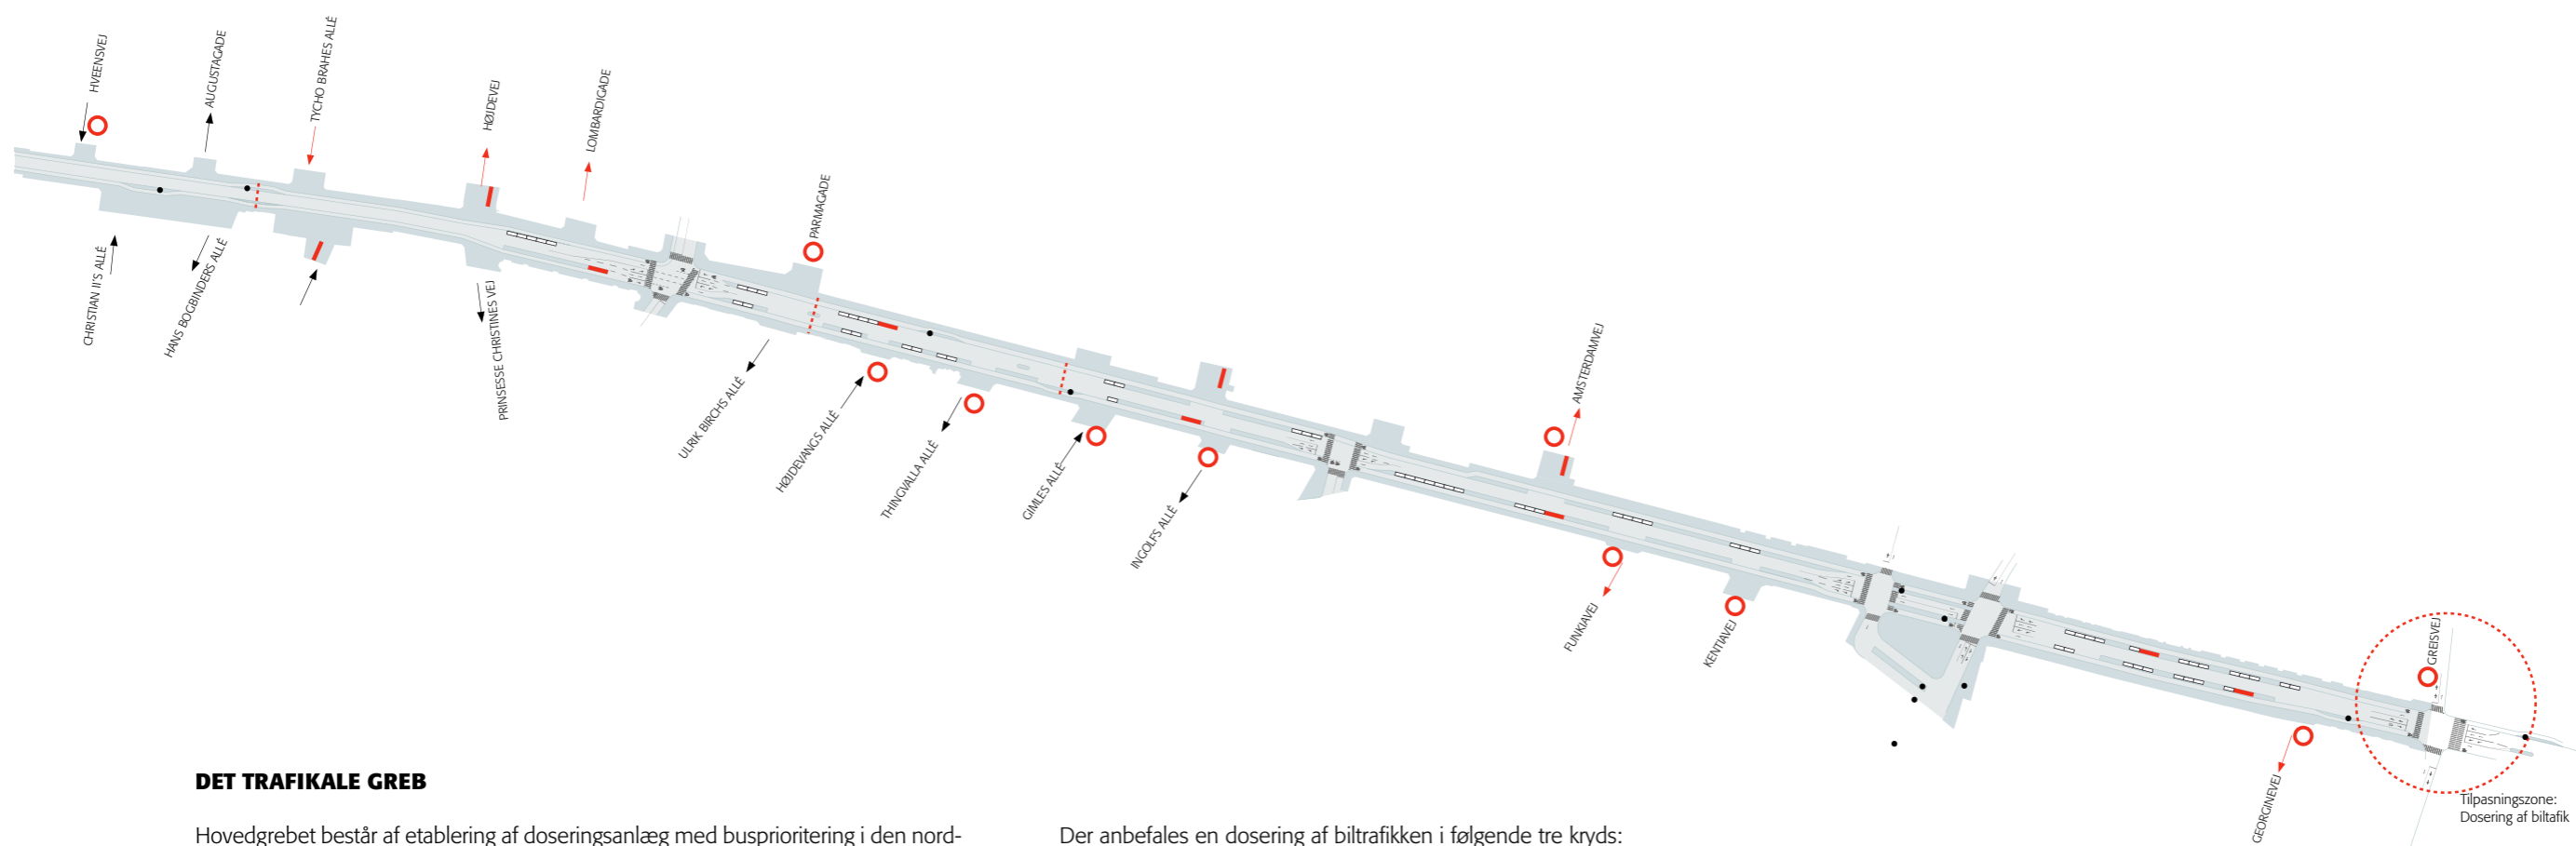 HVEENSVEJ
AUGUSTAGADE
TYCHO BRAHES ALLÉ
HØJDEVEJ
LOMBARDIGADE
PARMAGADE
CHRISTIAN II'S ALLÉ
HANS BOGBINDERS ALLÉ
PRINSESSE CHRISTINES VEJ
ULRIK BIRCHS ALLÉ
HØJDEVANGS ALLÉ
THINGVALLA ALLÉ
GIMLES ALLÉ
INGOLFS ALLÉ
AMSTERDAMVEJ
FUNKIAVEJ
KENTIAVEJ
GREISVEJ
GEORGINEVEJ
Tilpasningszone:
Dosering af biltafik
DET TRAFIKALE GREB
Hovedgrebet består af etablering af doseringsanlæg med busprioritering i den nord-
Der anbefales en dosering af biltrafikken i følgende tre kryds: